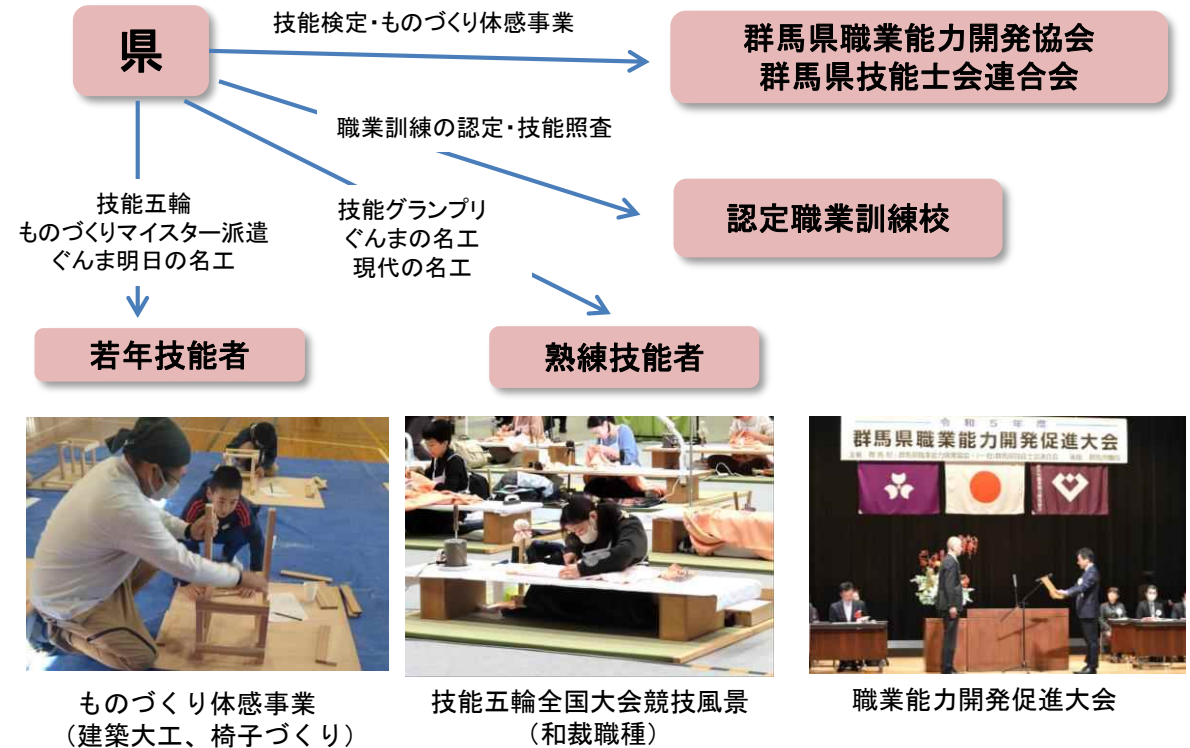 県
技能検定・ものづくり体感事業
群馬県職業能力開発協会
群馬県技能士会連合会
職業訓練の認定・技能照査
認定職業訓練校
技能五輪
ものづくりマイスター派遣
ぐんま明日の名工
技能グランプリ
ぐんまの名工
現代の名工
若年技能者
熟練技能者
令和5年度
群馬県職業能力開発促進大会
ものづくり体感事業
（建築大工、椅子づくり）
技能五輪全国大会競技風景
（和裁職種）
職業能力開発促進大会